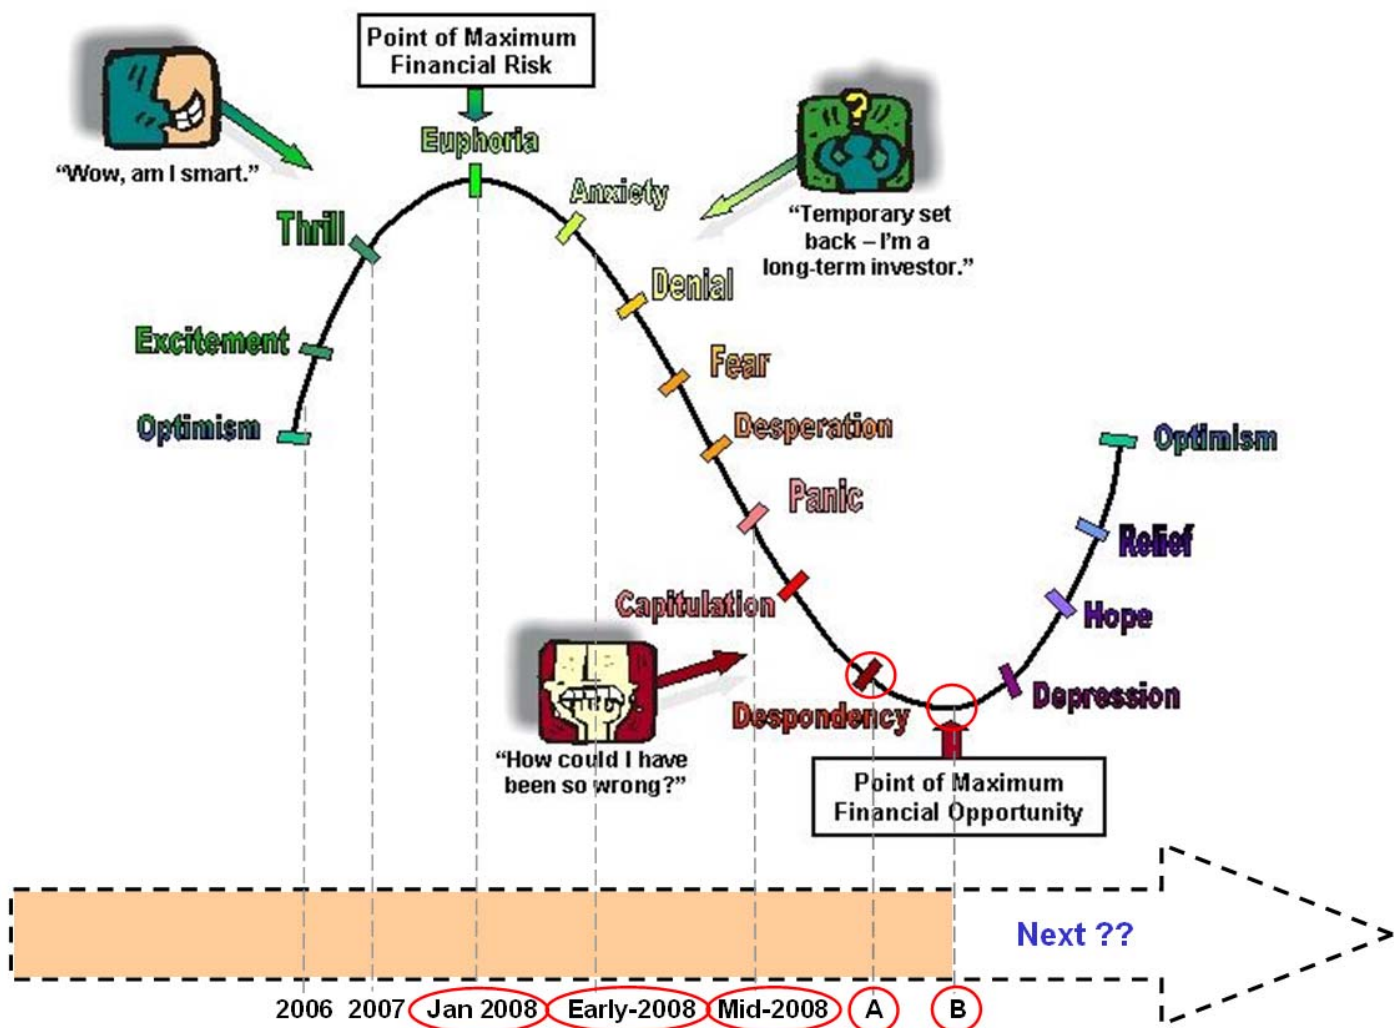 Point of Maximum
Financial Risk
Euphoria
“Wow, am I smart.”
Thrill
Excitement
Optimism
Anxiety
“Temporary set
back – I’m a
long-term investor.”
Denial
Fear
Desperation
Panic
Capitulation
Despondency
“How could I have
been so wrong?”
Point of Maximum
Financial Opportunity
Depression
Hope
Relief
Optimism
Next ??
2006 2007 Jan 2008 Early-2008 Mid-2008 A B